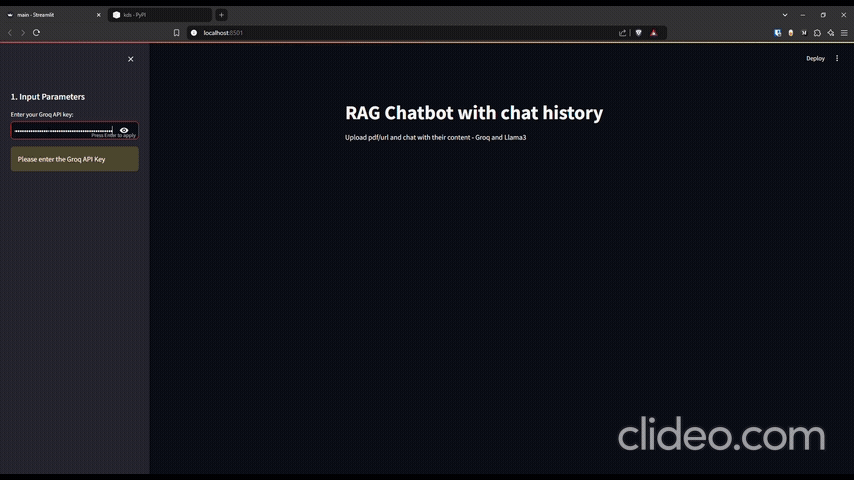 main - Streamlit
kds - PyPI
localhost:8501
Deploy
1. Input Parameters
Enter your Groq API key:
Press Enter to apply
Please enter the Groq API Key
RAG Chatbot with chat history
Upload pdf/url and chat with their content - Groq and Llama3
clideo.com